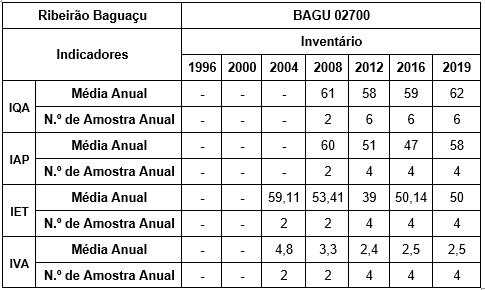 Ribeirão Baguaçu BAGU 02700
Indicadores Inventário
1996 2000 2004 2008 2012 2016 2019
IQA Média Anual - - - 61 58 59 62
N.º de Amostra Anual - - - 2 6 6 6
IAP Média Anual - - - 60 51 47 58
N.º de Amostra Anual - - - 2 4 4 4
IET Média Anual - - 59,11 53,41 39 50,14 50
N.º de Amostra Anual - - 2 2 4 4 4
IVA Média Anual - - 4,8 3,3 2,4 2,5 2,5
N.º de Amostra Anual - - 2 2 4 4 4